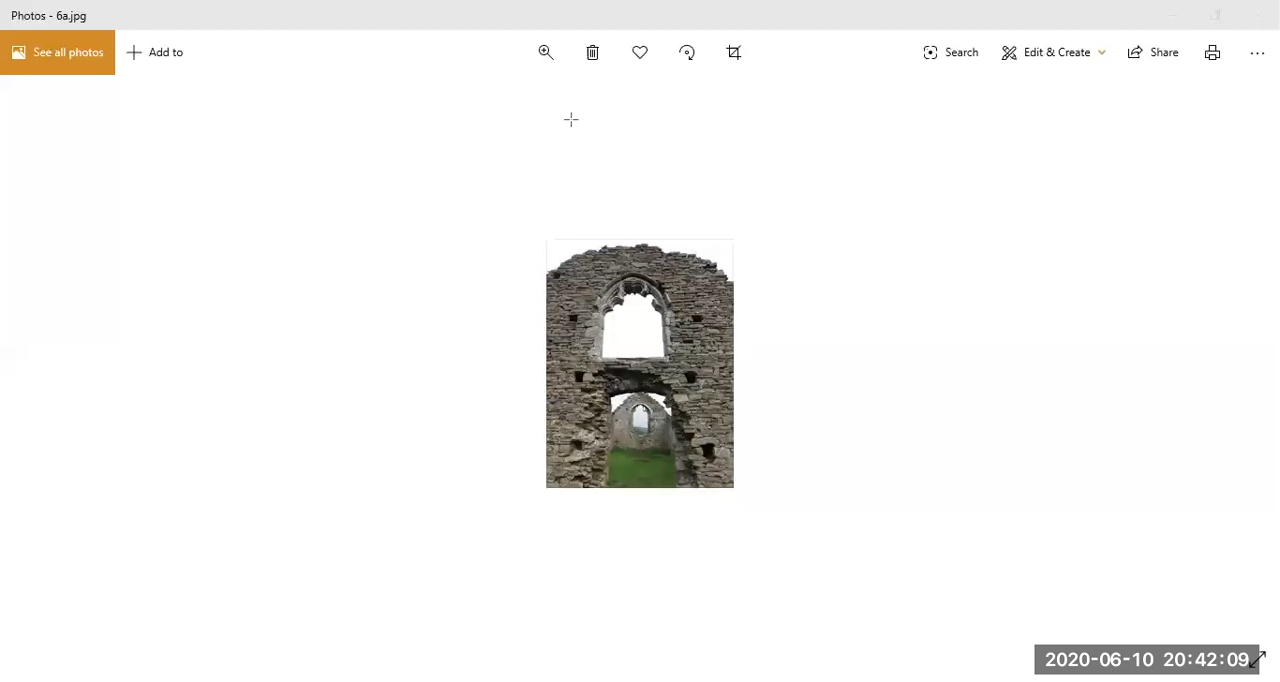 Photos - 6a.jpg
See all photos
Add to
Search
Edit & Create
Share
2020-06-10 20:42:09